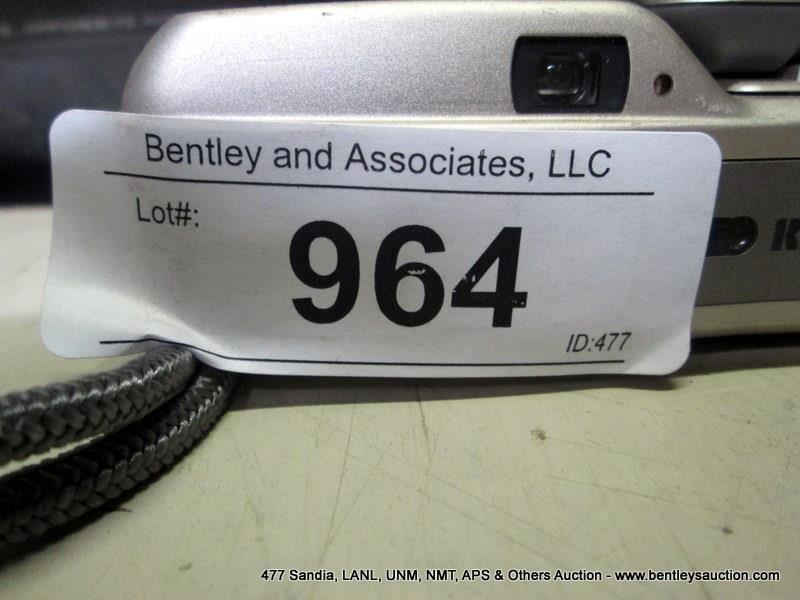 Bentley and Associates, LLC
Lot#:
964
ID:477
477 Sandia, LANL, UNM, NMT, APS & Others Auction - www.bentleysauction.com